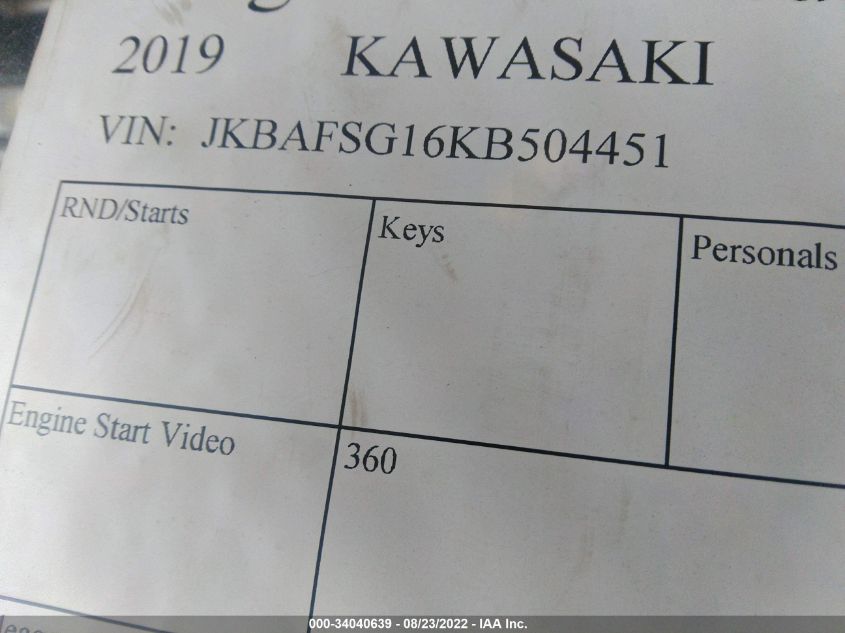 2019 KAWASAKI
VIN: JKBAFSG16KB504451
RND/Starts Keys Personals
Engine Start Video 360
000-34040639 - 08/23/2022 - IAA Inc.